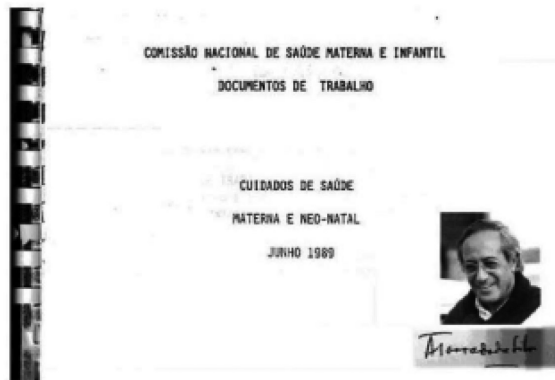 COMISSÃO NACIONAL DE SAÚDE MATERNA E INFANTIL
DOCUMENTOS DE TRABALHO
CUIDADOS DE SAÚDE
MATERNA E NEO-NATAL
JUNHO 1989